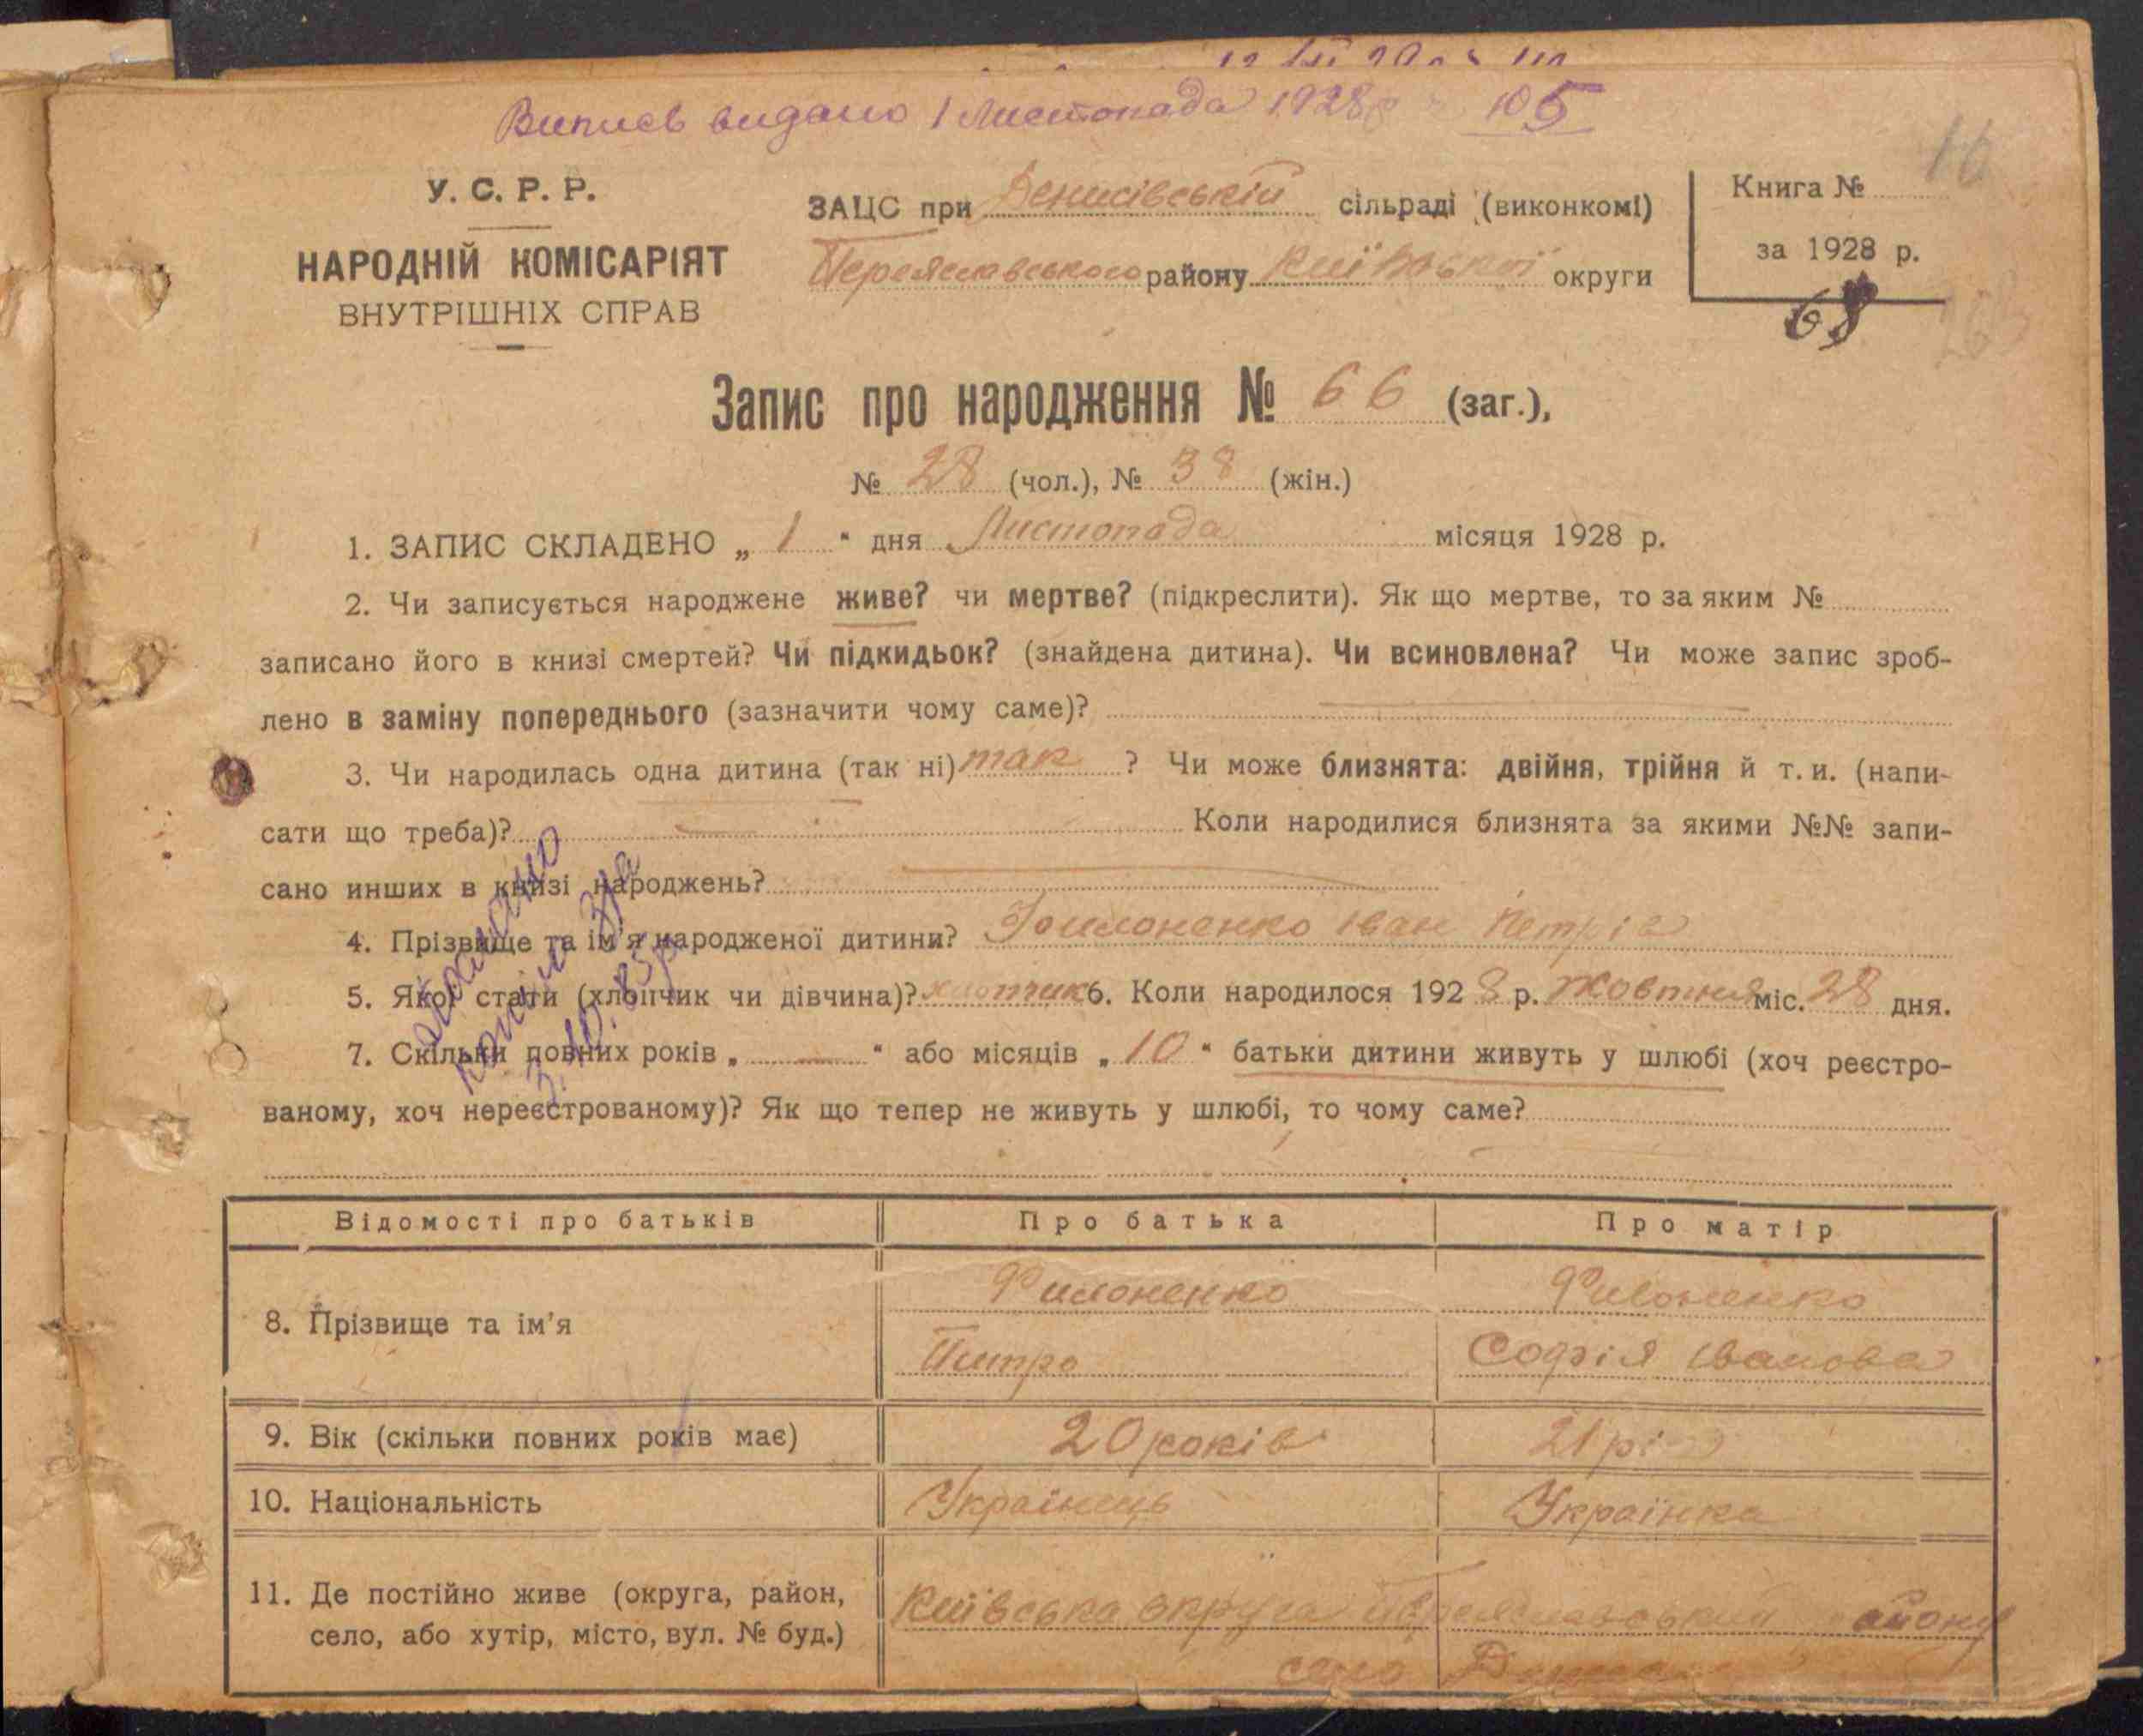 Випись видано 1 Листопада 1928 р 105
16
У. С. Р. Р.
НАРОДНІЙ КОМІСАРІЯТ
ВНУТРІШНІХ СПРАВ
ЗАЦС при Денисівській сільраді (виконкомі)
Переяславського району Київської округи
Книга №
за 1928 р.
68
263
Запис про народження № 66 (заг.),
№ 28 (чол.), № 38 (жін.)
1. ЗАПИС СКЛАДЕНО „ 1 “ дня Листопада місяця 1928 р.
2. Чи записується народжене живе? чи мертве? (підкреслити). Як що мертве, то за яким №
записано його в книзі смертей? Чи підкидьок? (знайдена дитина). Чи всиновлена? Чи може запис зроб-
лено в заміну попереднього (зазначити чому саме)?
3. Чи народилась одна дитина (так ні) так ? Чи може близнята: двійня, трійня й т. и. (напи-
сати що треба)? Коли народилися близнята за якими №№ запи-
сано инших в книзі народжень?
4. Прізвище та ім'я народженої дитини? Филоненко Іван Петрів
5. Якої стати (хлопчик чи дівчина)? хлопчик 6. Коли народилося 1928 р. Жовтня міс. 28 дня.
7. Скільки повних років „ — “ або місяців „ 10 “ батьки дитини живуть у шлюбі (хоч реєстро-
ваному, хоч нереєстрованому)? Як що тепер не живуть у шлюбі, то чому саме?
Відомості про батьків Про батька Про матір
8. Прізвище та ім'я
Филоненко Филоненко
Питро Софія Іванова
9. Вік (скільки повних років має) 20 років 21 рі
10. Національність Українець Українка
11. Де постійно живе (округа, район,
село, або хутір, місто, вул. № буд.)
Київська округа Переяславський району
село